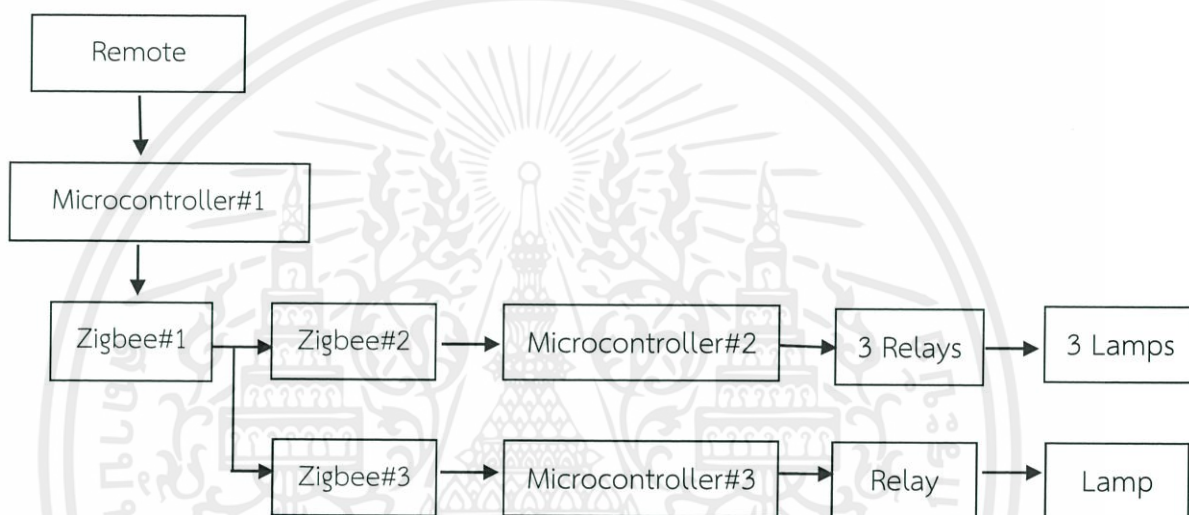 Remote
Microcontroller#1
Zigbee#1
Zigbee#2
Microcontroller#2
3 Relays
3 Lamps
Zigbee#3
Microcontroller#3
Relay
Lamp